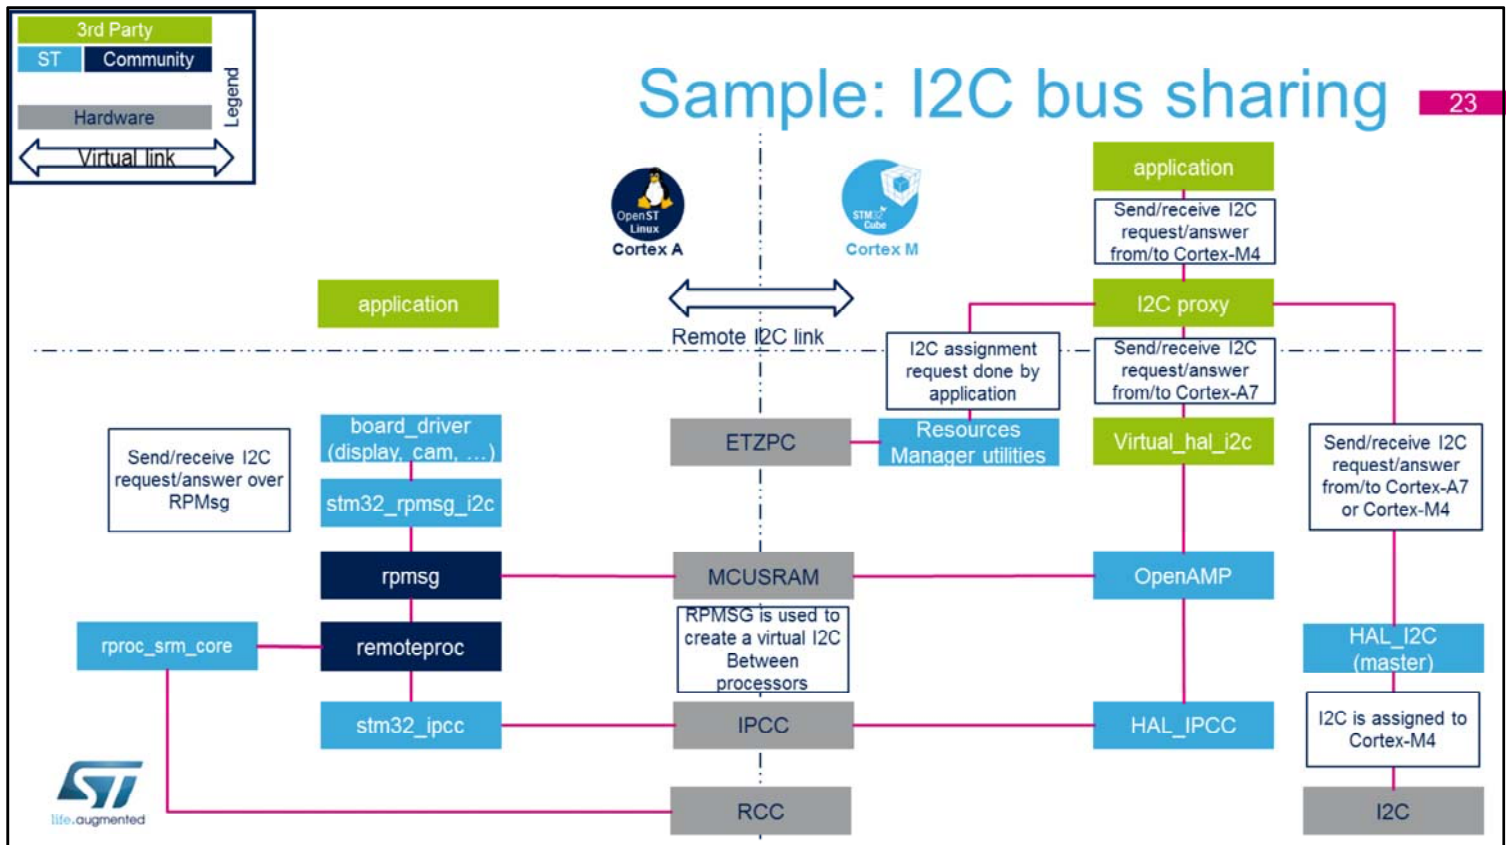 3rd Party
ST
Community
Hardware
Legend
Virtual link
Sample: I2C bus sharing
23
OpenST
Linux
Cortex A
STM32
Cube
Cortex M
application
Send/receive I2C
request/answer
from/to Cortex-M4
application
I2C proxy
Remote I2C link
I2C assignment
request done by
application
Send/receive I2C
request/answer
from/to Cortex-A7
Send/receive I2C
request/answer over
RPMsg
board_driver
(display, cam, …)
ETZPC
Resources
Manager utilities
Virtual_hal_i2c
Send/receive I2C
request/answer
from/to Cortex-A7
or Cortex-M4
stm32_rpmsg_i2c
rpmsg
MCUSRAM
OpenAMP
RPMSG is used to
create a virtual I2C
Between
processors
rproc_srm_core
remoteproc
HAL_I2C
(master)
stm32_ipcc
IPCC
HAL_IPCC
I2C is assigned to
Cortex-M4
ST
life.augmented
RCC
I2C